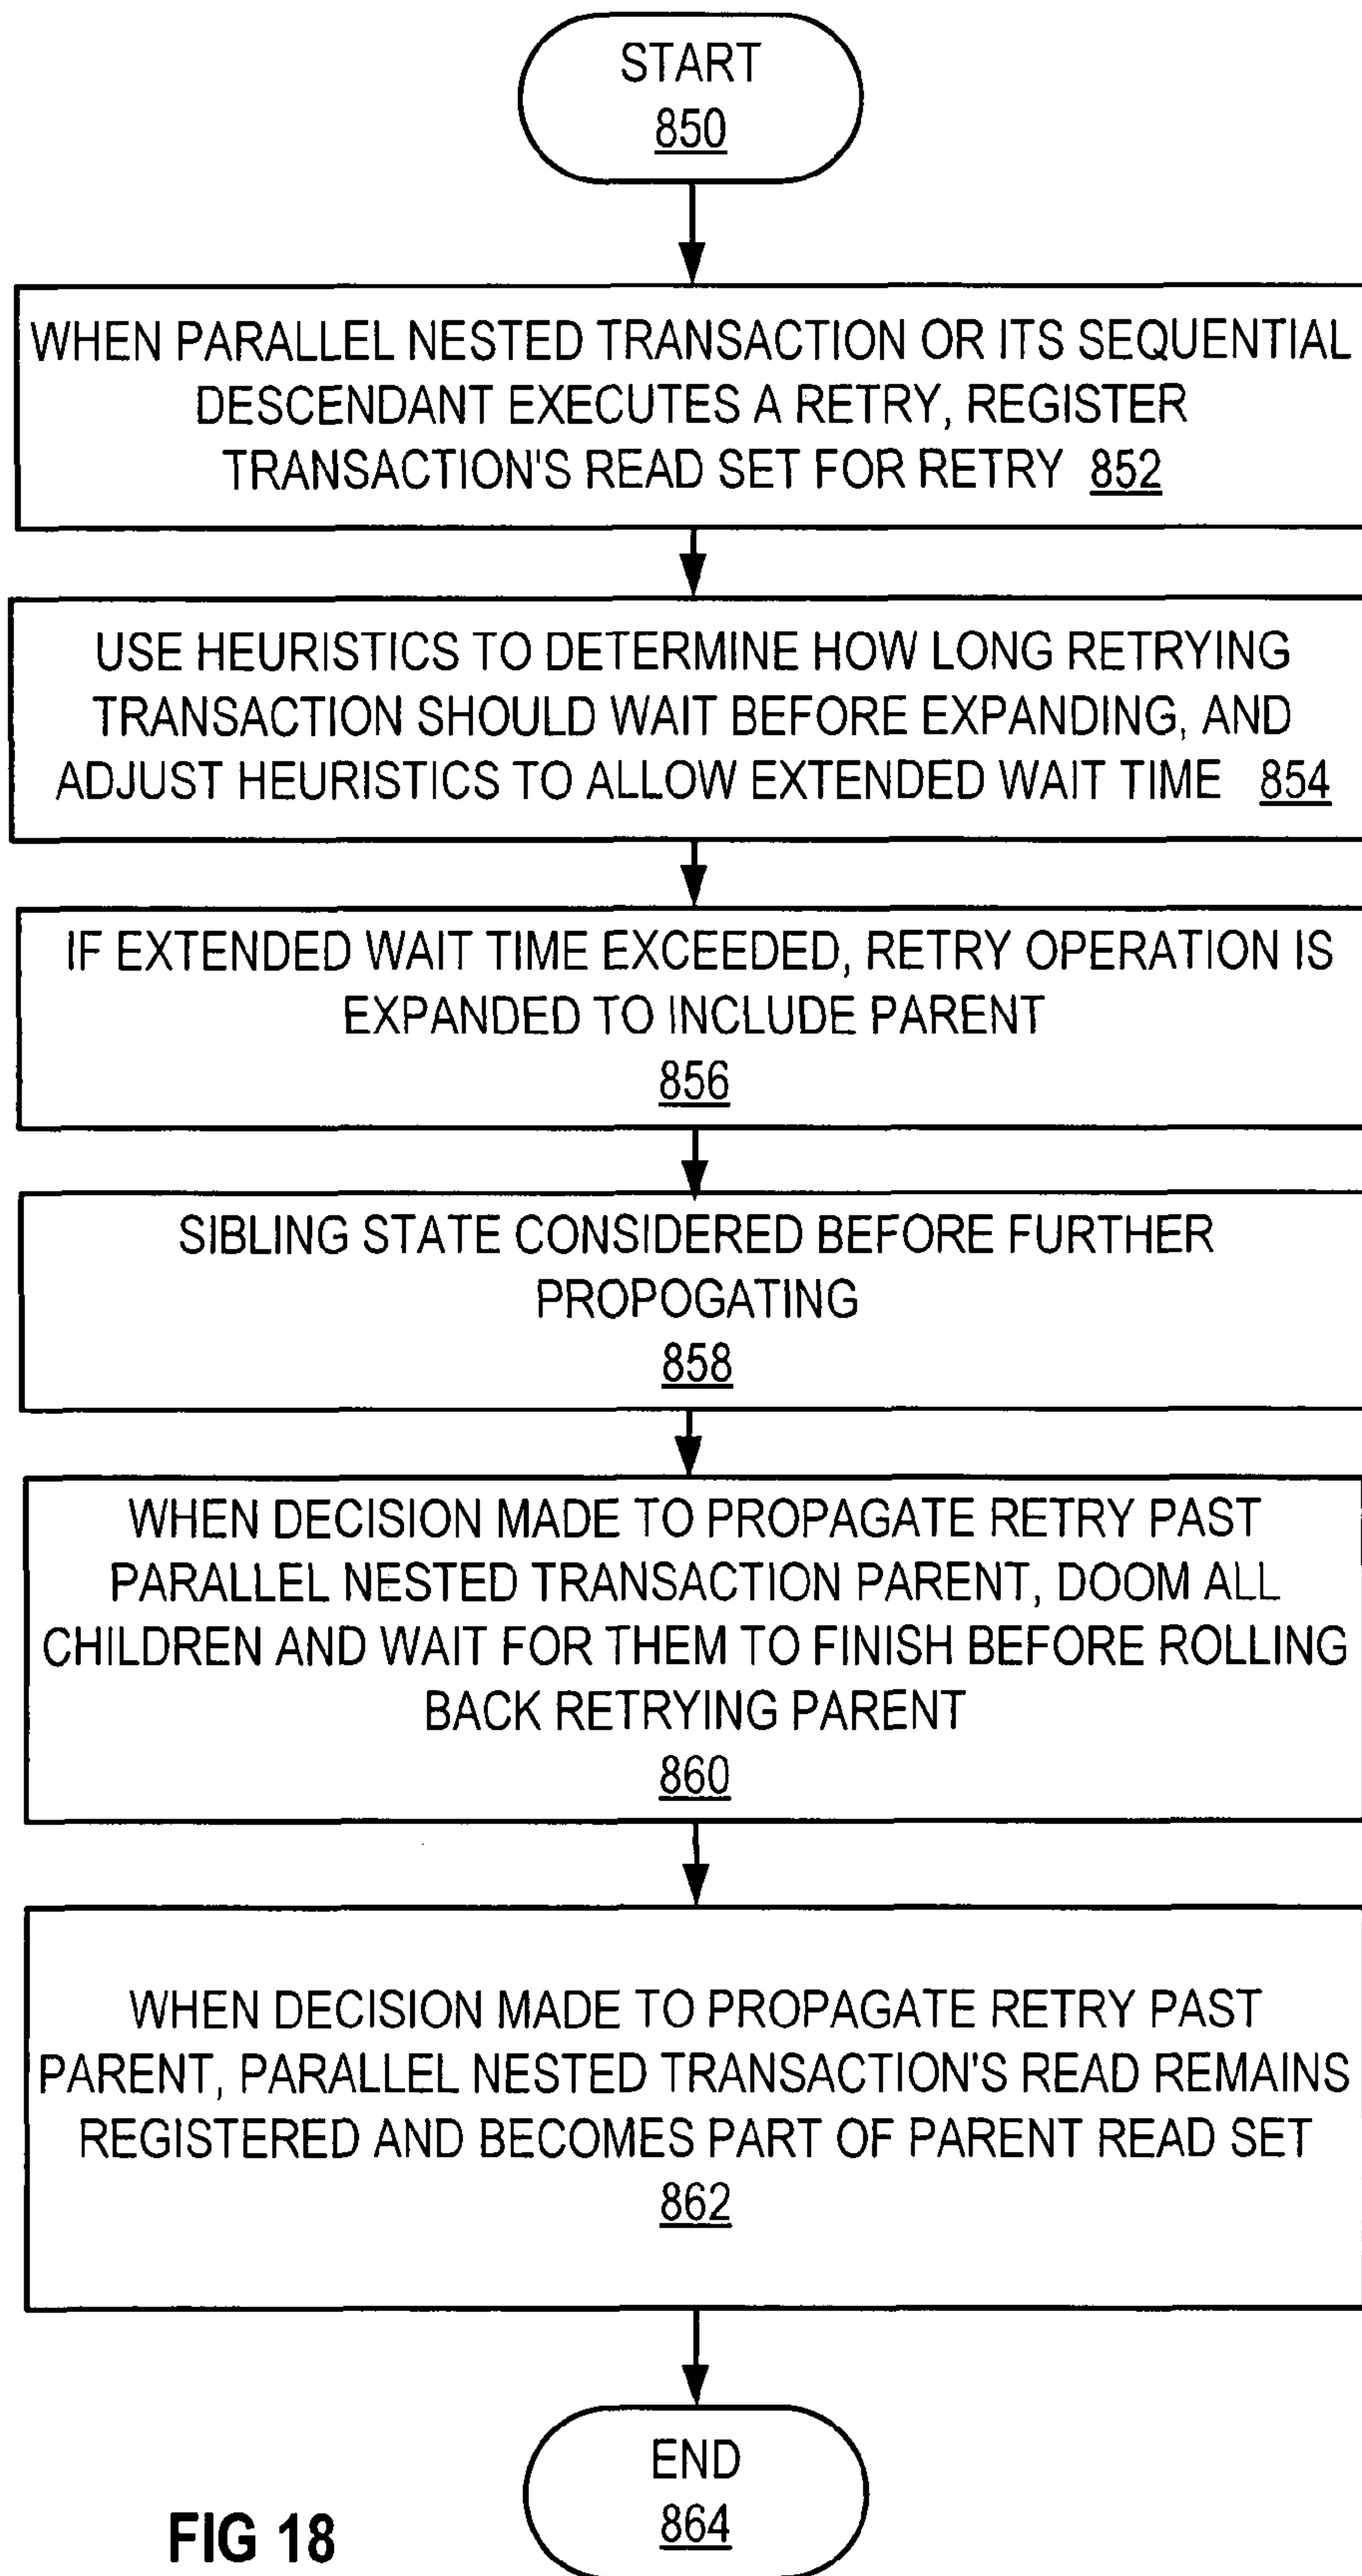 START
850
WHEN PARALLEL NESTED TRANSACTION OR ITS SEQUENTIAL
DESCENDANT EXECUTES A RETRY, REGISTER
TRANSACTION'S READ SET FOR RETRY 852
USE HEURISTICS TO DETERMINE HOW LONG RETRYING
TRANSACTION SHOULD WAIT BEFORE EXPANDING, AND
ADJUST HEURISTICS TO ALLOW EXTENDED WAIT TIME 854
IF EXTENDED WAIT TIME EXCEEDED, RETRY OPERATION IS
EXPANDED TO INCLUDE PARENT
856
SIBLING STATE CONSIDERED BEFORE FURTHER
PROPOGATING
858
WHEN DECISION MADE TO PROPAGATE RETRY PAST
PARALLEL NESTED TRANSACTION PARENT, DOOM ALL
CHILDREN AND WAIT FOR THEM TO FINISH BEFORE ROLLING
BACK RETRYING PARENT
860
WHEN DECISION MADE TO PROPAGATE RETRY PAST
PARENT, PARALLEL NESTED TRANSACTION'S READ REMAINS
REGISTERED AND BECOMES PART OF PARENT READ SET
862
END
864
FIG 18